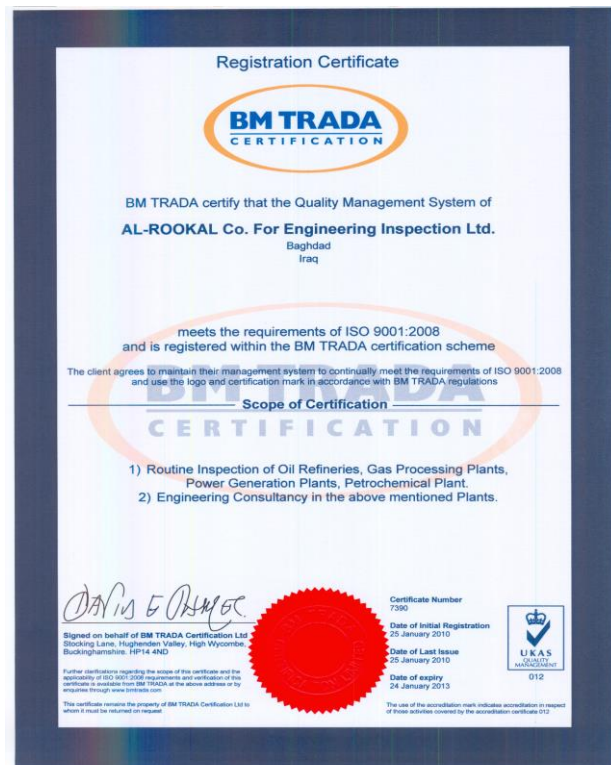 Registration Certificate
BM TRADA
CERTIFICATION
BM TRADA certify that the Quality Management System of
AL-ROOKAL Co. For Engineering Inspection Ltd.
Baghdad
Iraq
meets the requirements of ISO 9001:2008
and is registered within the BM TRADA certification scheme
The client agrees to maintain their management system to continually meet the requirements of ISO 9001:2008
and use the logo and certification mark in accordance with BM TRADA regulations
BM TRADA
Scope of Certification
CERTIFICATION
1) Routine Inspection of Oil Refineries, Gas Processing Plants,
Power Generation Plants, Petrochemical Plant.
2) Engineering Consultancy in the above mentioned Plants.
Signed on behalf of BM TRADA Certification Ltd
Stocking Lane, Hughenden Valley, High Wycombe,
Buckinghamshire. HP14 4ND
Further clarifications regarding the scope of this certificate and the
applicability of ISO 9001:2008 requirements and verification of this
certificate is available from BM TRADA at the above address or by
enquiries through www.bmtrada.com
This certificate remains the property of BM TRADA Certification Ltd to
whom it must be returned on request.
Certificate Number
7390
Date of Initial Registration
25 January 2010
Date of Last Issue
25 January 2010
Date of expiry
24 January 2013
UKAS
QUALITY
MANAGEMENT
012
The use of the accreditation mark indicates accreditation in respect
of those activities covered by the accreditation certificate 012